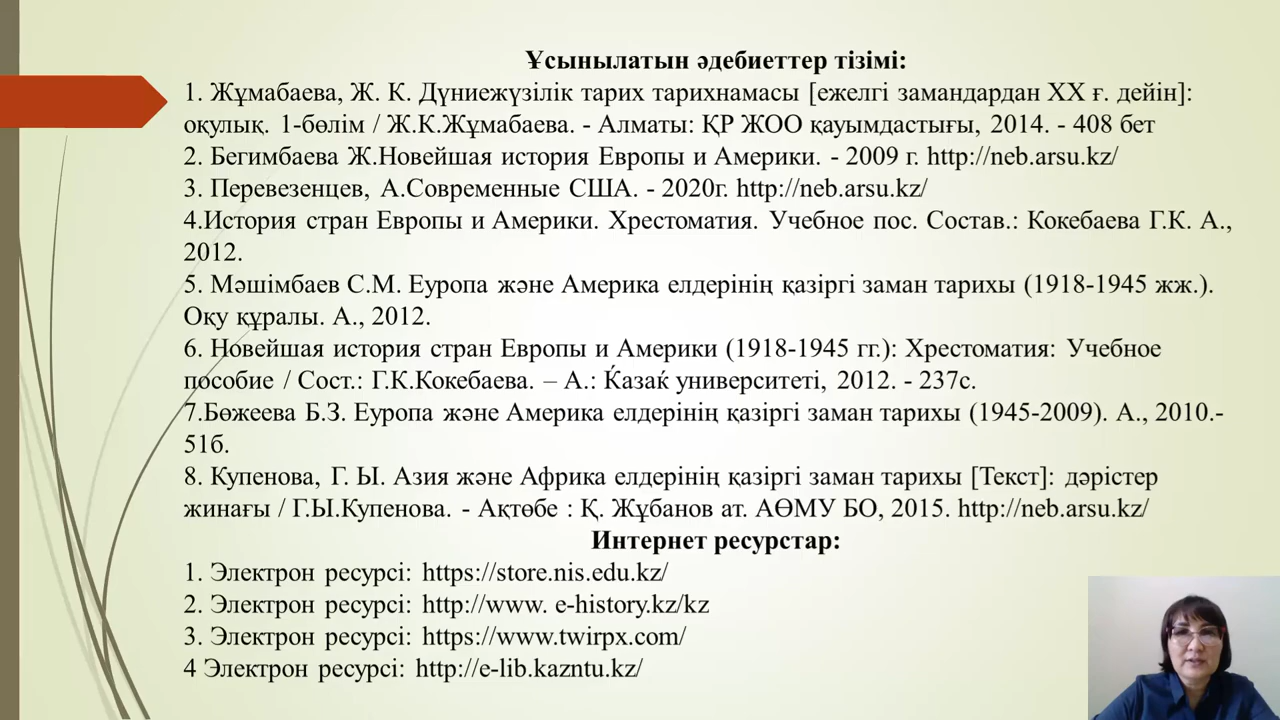 Ұсынылатын әдебиеттер тізімі:
1. Жұмабаева, Ж. К. Дүниежүзілік тарих тарихнамасы [ежелгі замандардан XX ғ. дейін]:
оқулық. 1-бөлім / Ж.К.Жұмабаева. - Алматы: ҚР ЖОО қауымдастығы, 2014. - 408 бет
2. Бегимбаева Ж.Новейшая история Европы и Америки. - 2009 г. http://neb.arsu.kz/
3. Перевезенцев, А.Современные США. - 2020г. http://neb.arsu.kz/
4.История стран Европы и Америки. Хрестоматия. Учебное пос. Состав.: Кокебаева Г.К. А.,
2012.
5. Мәшімбаев С.М. Еуропа және Америка елдерінің қазіргі заман тарихы (1918-1945 жж.).
Оқу құралы. А., 2012.
6. Новейшая история стран Европы и Америки (1918-1945 гг.): Хрестоматия: Учебное
пособие / Сост.: Г.К.Кокебаева. – А.: Ќазаќ университеті, 2012. - 237с.
7.Бөжеева Б.З. Еуропа және Америка елдерінің қазіргі заман тарихы (1945-2009). А., 2010.-
51б.
8. Купенова, Г. Ы. Азия және Африка елдерінің қазіргі заман тарихы [Текст]: дәрістер
жинағы / Г.Ы.Купенова. - Ақтөбе : Қ. Жұбанов ат. АӨМУ БО, 2015. http://neb.arsu.kz/
Интернет ресурстар:
1. Электрон ресурсі: https://store.nis.edu.kz/
2. Электрон ресурсі: http://www. e-history.kz/kz
3. Электрон ресурсі: https://www.twirpx.com/
4 Электрон ресурсі: http://e-lib.kazntu.kz/